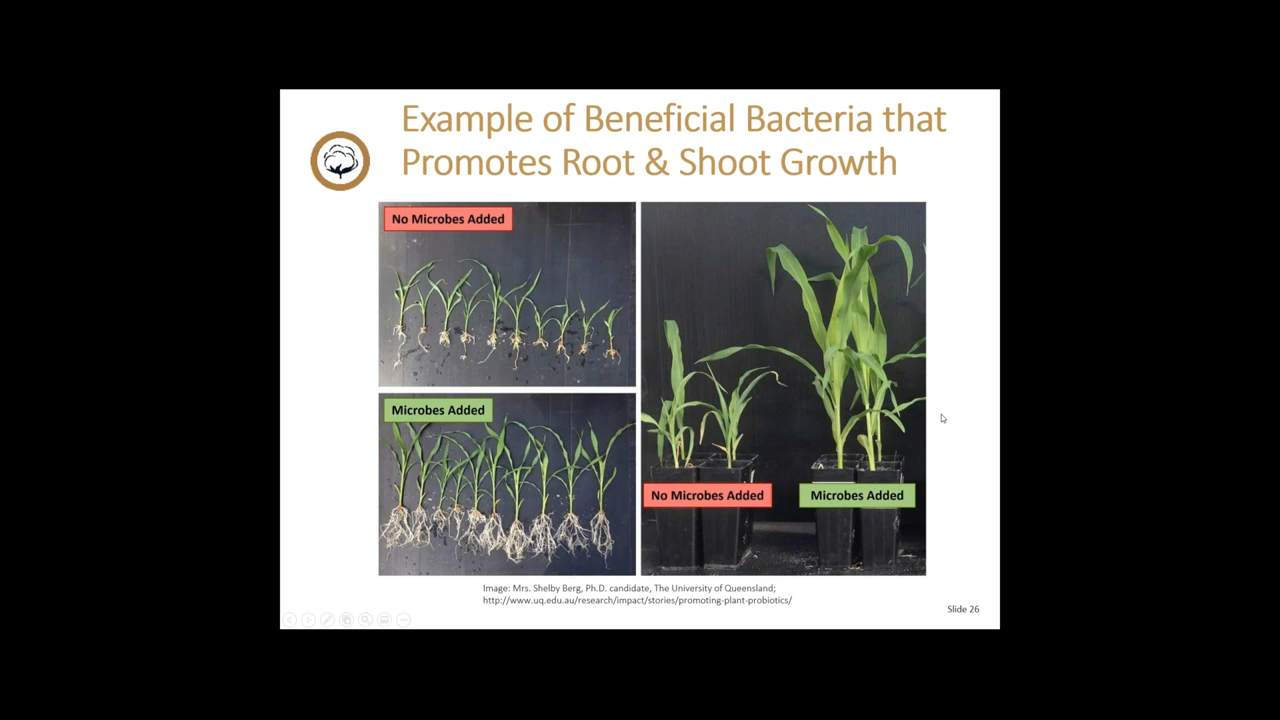 Example of Beneficial Bacteria that
Promotes Root & Shoot Growth
No Microbes Added
Microbes Added
No Microbes Added
Microbes Added
Image: Mrs. Shelby Berg, Ph.D. candidate, The University of Queensland;
http://www.uq.edu.au/research/impact/stories/promoting-plant-probiotics/
Slide 26